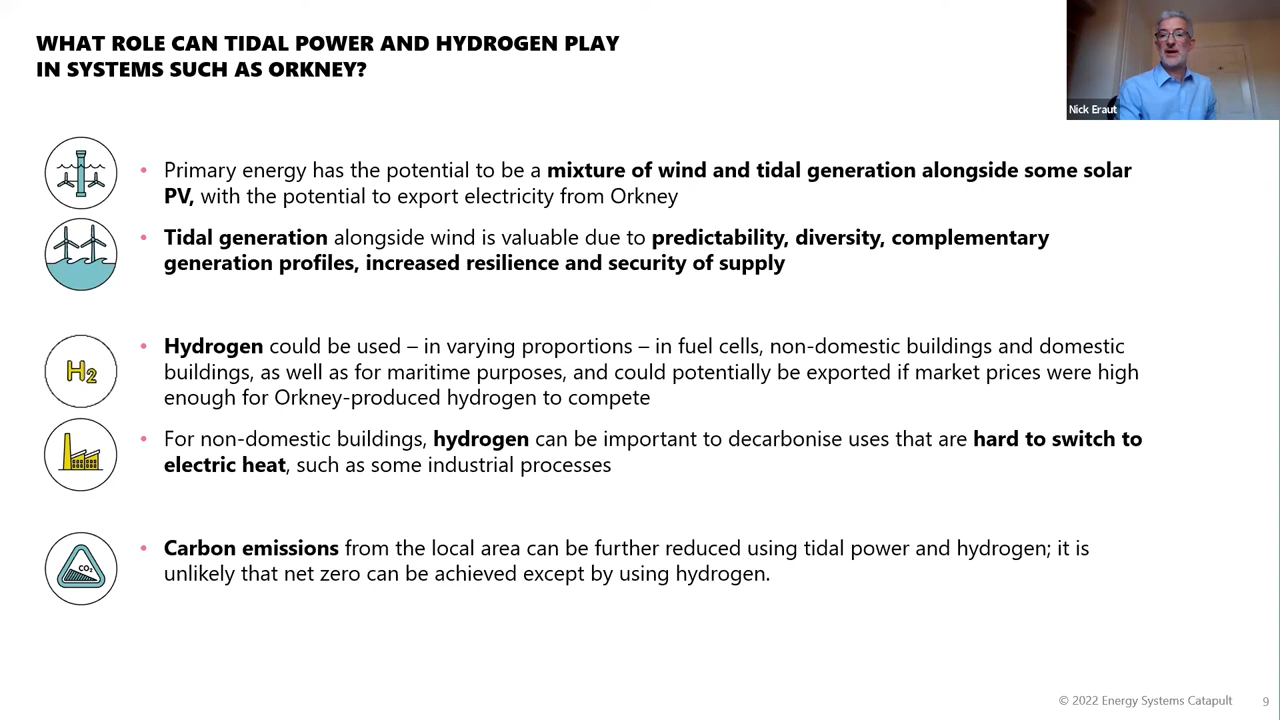 WHAT ROLE CAN TIDAL POWER AND HYDROGEN PLAY
IN SYSTEMS SUCH AS ORKNEY?
Nick Eraut
• Primary energy has the potential to be a mixture of wind and tidal generation alongside some solar
PV, with the potential to export electricity from Orkney
• Tidal generation alongside wind is valuable due to predictability, diversity, complementary
generation profiles, increased resilience and security of supply
H2
• Hydrogen could be used – in varying proportions – in fuel cells, non-domestic buildings and domestic
buildings, as well as for maritime purposes, and could potentially be exported if market prices were high
enough for Orkney-produced hydrogen to compete
• For non-domestic buildings, hydrogen can be important to decarbonise uses that are hard to switch to
electric heat, such as some industrial processes
CO2
• Carbon emissions from the local area can be further reduced using tidal power and hydrogen; it is
unlikely that net zero can be achieved except by using hydrogen.
© 2022 Energy Systems Catapult
9